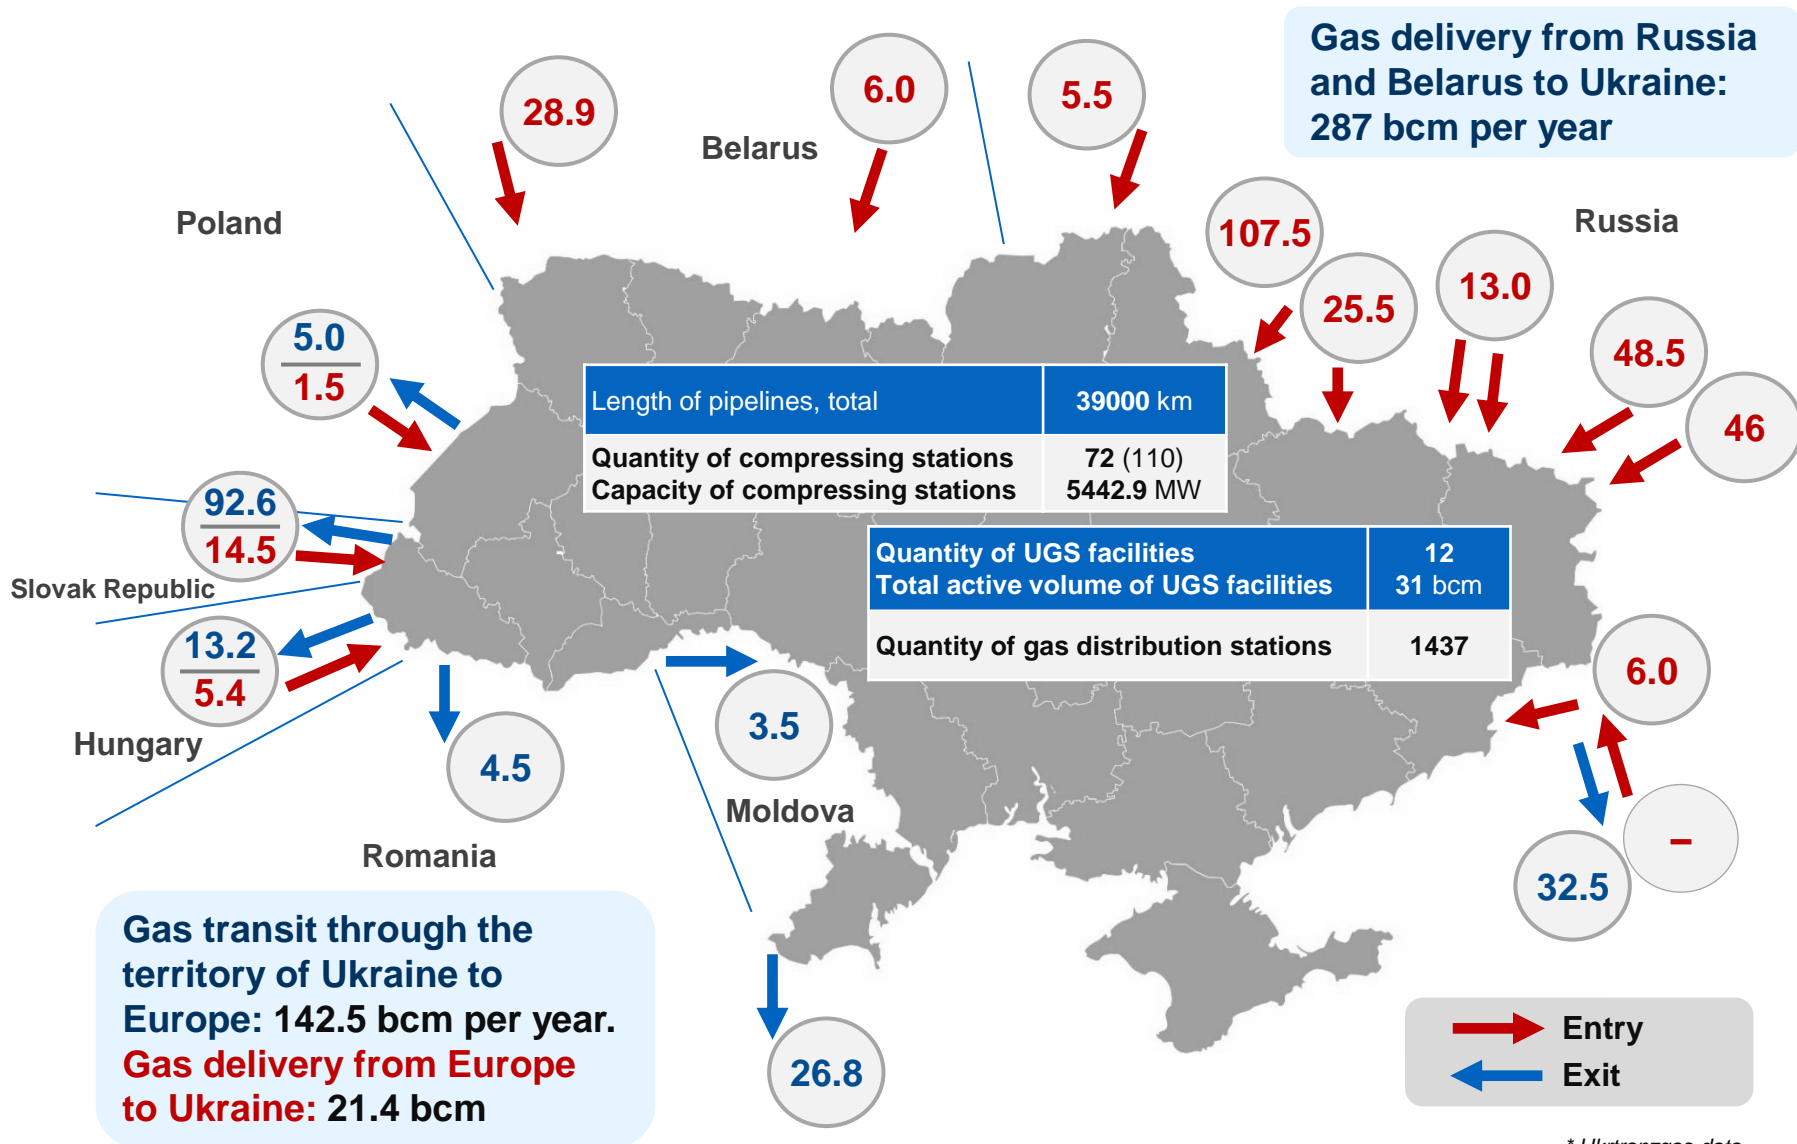 Gas delivery from Russia
and Belarus to Ukraine:
287 bcm per year
28.9
6.0
5.5
Belarus
Poland
107.5
Russia
25.5
13.0
5.0
1.5
48.5
46
Length of pipelines, total 39000 km
Quantity of compressing stations 72 (110)
Capacity of compressing stations 5442.9 MW
92.6
14.5
Quantity of UGS facilities 12
Total active volume of UGS facilities 31 bcm
Slovak Republic
Quantity of gas distribution stations 1437
13.2
5.4
6.0
Hungary
3.5
4.5
Moldova
Romania
–
32.5
Gas transit through the
territory of Ukraine to
Europe: 142.5 bcm per year.
Gas delivery from Europe
to Ukraine: 21.4 bcm
26.8
Entry
Exit